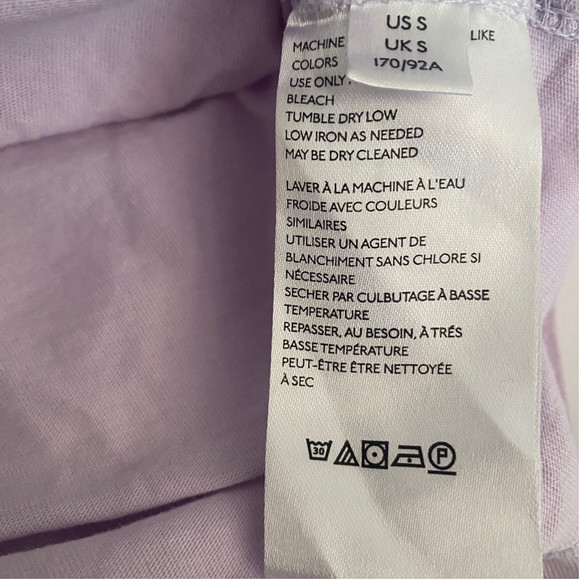 US S
UK S
170/92A
MACHINE LIKE
COLORS
USE ONLY
BLEACH
TUMBLE DRY LOW
LOW IRON AS NEEDED
MAY BE DRY CLEANED
LAVER À LA MACHINE À L'EAU
FROIDE AVEC COULEURS
SIMILAIRES
UTILISER UN AGENT DE
BLANCHIMENT SANS CHLORE SI
NÉCESSAIRE
SECHER PAR CULBUTAGE À BASSE
TEMPERATURE
REPASSER, AU BESOIN, À TRÉS
BASSE TEMPÉRATURE
PEUT-ÊTRE ÊTRE NETTOYÉE
À SEC
30 P